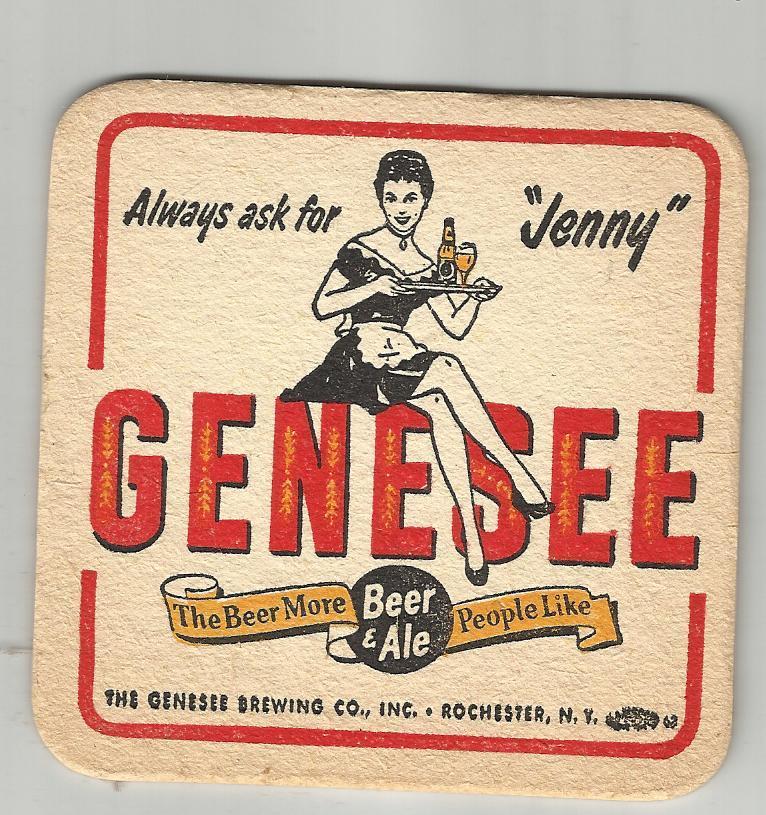 Always ask for "Jenny"
GENESEE
The Beer More Beer & Ale People Like
THE GENESEE BREWING CO., INC. • ROCHESTER, N. Y.